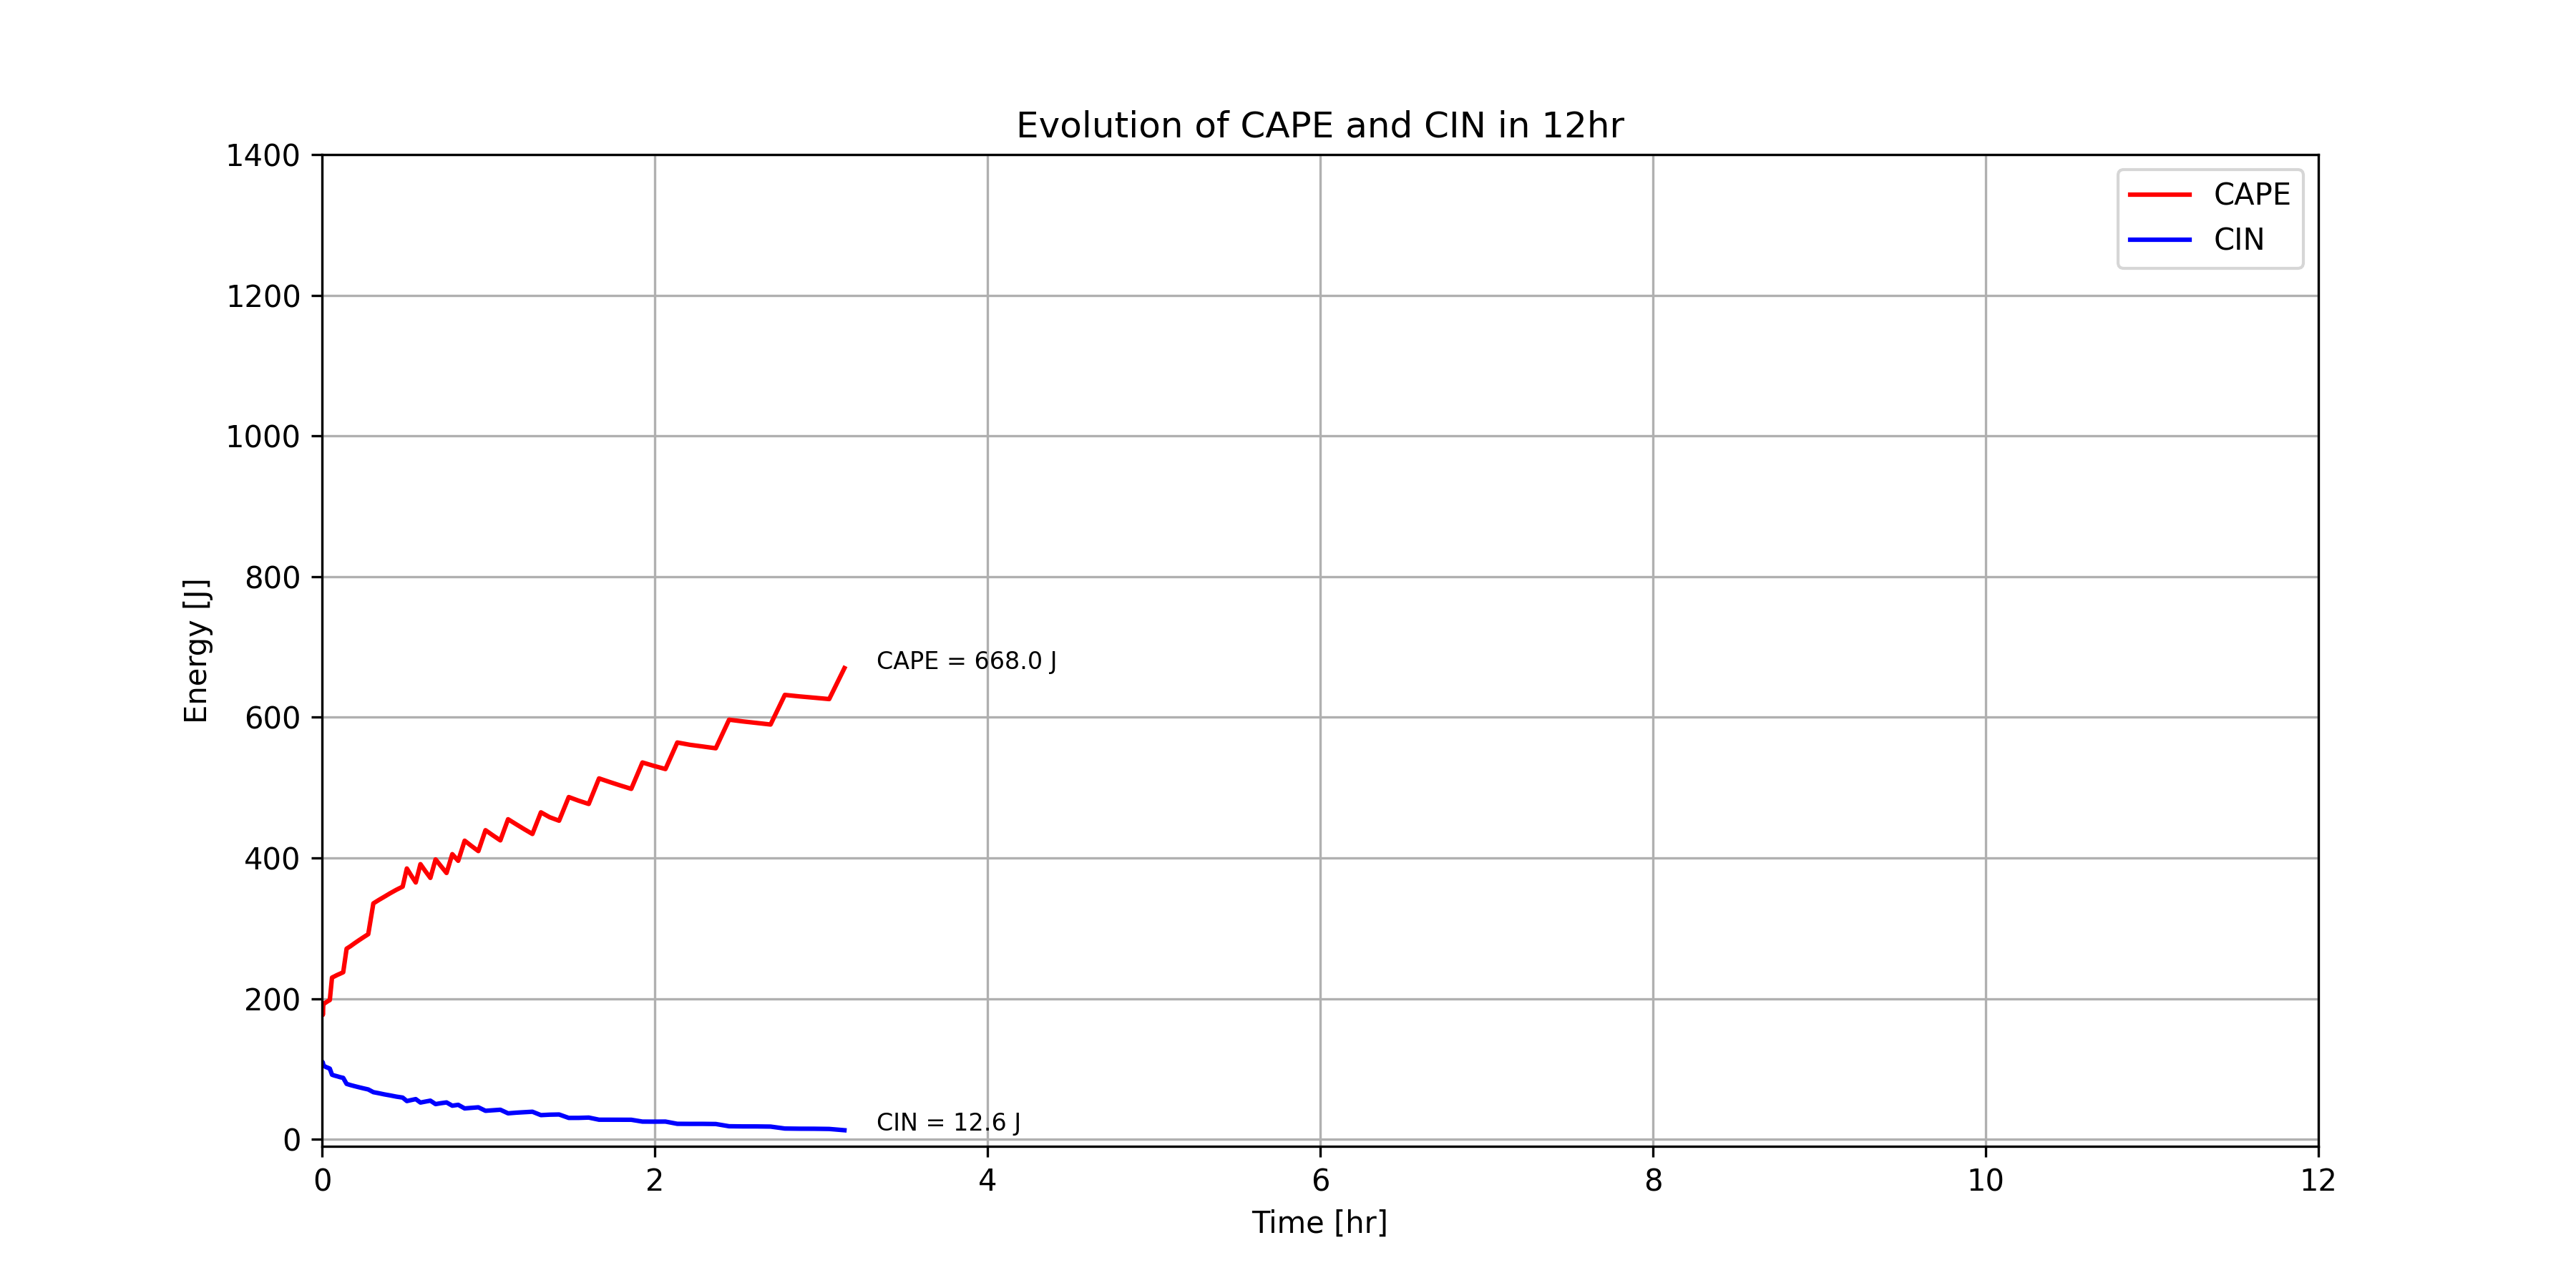 Evolution of CAPE and CIN in 12hr
1400
1200
1000
800
600
400
200
0
Energy [J]
CAPE
CIN
CAPE = 668.0 J
CIN = 12.6 J
0 2 4 6 8 10 12
Time [hr]